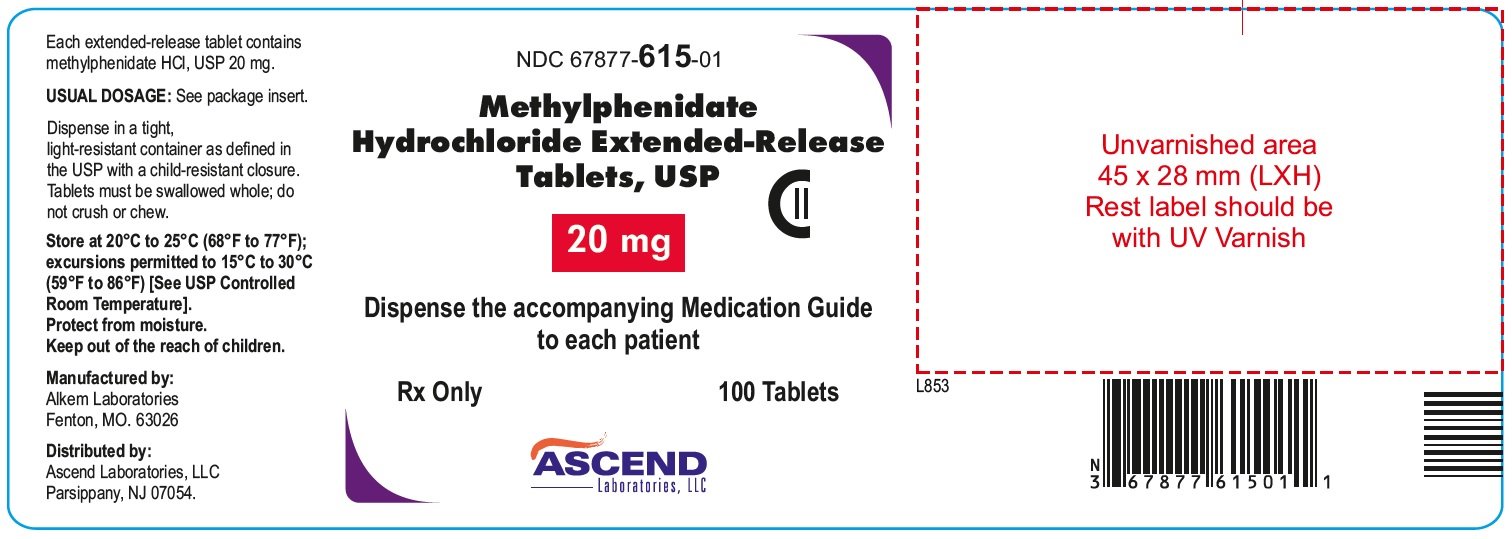 Each extended-release tablet contains
methylphenidate HCl, USP 20 mg.
USUAL DOSAGE: See package insert.
Dispense in a tight,
light-resistant container as defined in
the USP with a child-resistant closure.
Tablets must be swallowed whole; do
not crush or chew.
Store at 20°C to 25°C (68°F to 77°F);
excursions permitted to 15°C to 30°C
(59°F to 86°F) [See USP Controlled
Room Temperature].
Protect from moisture.
Keep out of the reach of children.
Manufactured by:
Alkem Laboratories
Fenton, MO. 63026
Distributed by:
Ascend Laboratories, LLC
Parsippany, NJ 07054.
NDC 67877-615-01
Methylphenidate
Hydrochloride Extended-Release
Tablets, USP
CII
20 mg
Dispense the accompanying Medication Guide
to each patient
Rx Only
100 Tablets
ASCEND
Laboratories, LLC
Unvarnished area
45 x 28 mm (LXH)
Rest label should be
with UV Varnish
L853
N
3 67877 61501 1